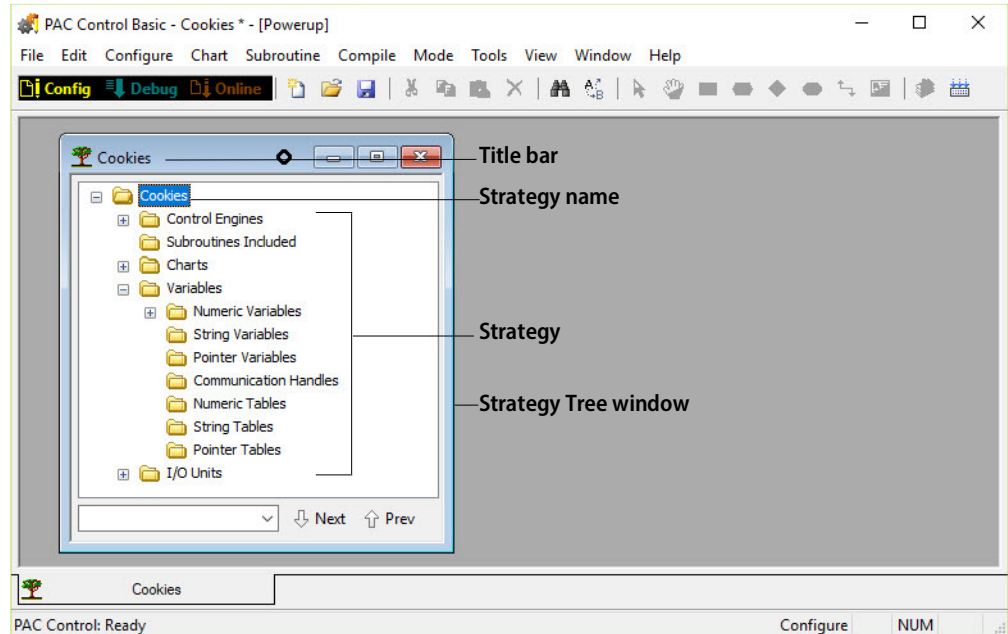 PAC Control Basic - Cookies * - [Powerup]
File Edit Configure Chart Subroutine Compile Mode Tools View Window Help
Config Debug Online
Cookies
Title bar
Cookies
Strategy name
Control Engines
Subroutines Included
Charts
Variables
Numeric Variables
String Variables
Strategy
Pointer Variables
Communication Handles
Numeric Tables
Strategy Tree window
String Tables
Pointer Tables
I/O Units
Next Prev
Cookies
PAC Control: Ready Configure NUM